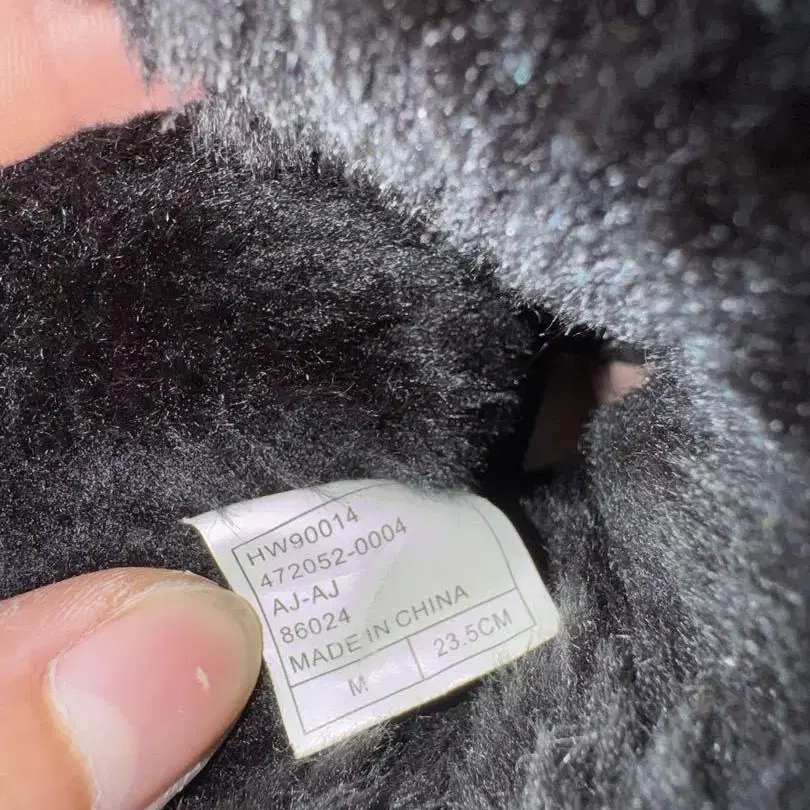 HW90014
472052-0004
AJ-AJ
86024
MADE IN CHINA
M 23.5CM